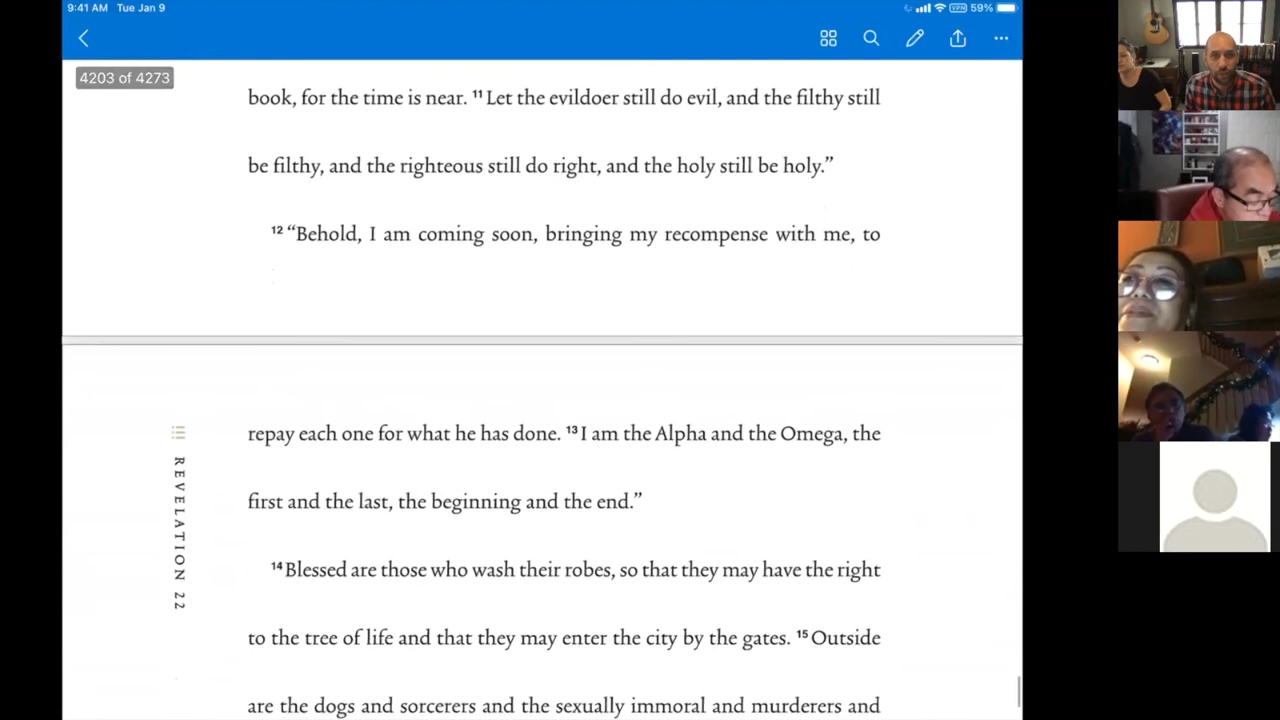 9:41 AM Tue Jan 9
VPN 59%
4203 of 4273
book, for the time is near. ¹¹ Let the evildoer still do evil, and the filthy still
be filthy, and the righteous still do right, and the holy still be holy.”
¹² “Behold, I am coming soon, bringing my recompense with me, to
repay each one for what he has done. ¹³ I am the Alpha and the Omega, the
first and the last, the beginning and the end.”
¹⁴ Blessed are those who wash their robes, so that they may have the right
to the tree of life and that they may enter the city by the gates. ¹⁵ Outside
are the dogs and sorcerers and the sexually immoral and murderers and
REVELATION 22